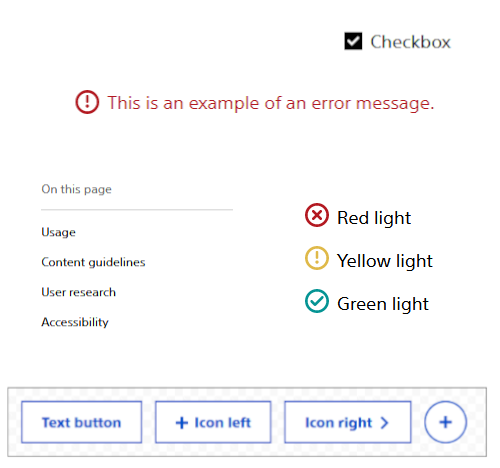 Checkbox
This is an example of an error message.
On this page
Usage
Content guidelines
User research
Accessibility
Red light
Yellow light
Green light
Text button
+ Icon left
Icon right >
+